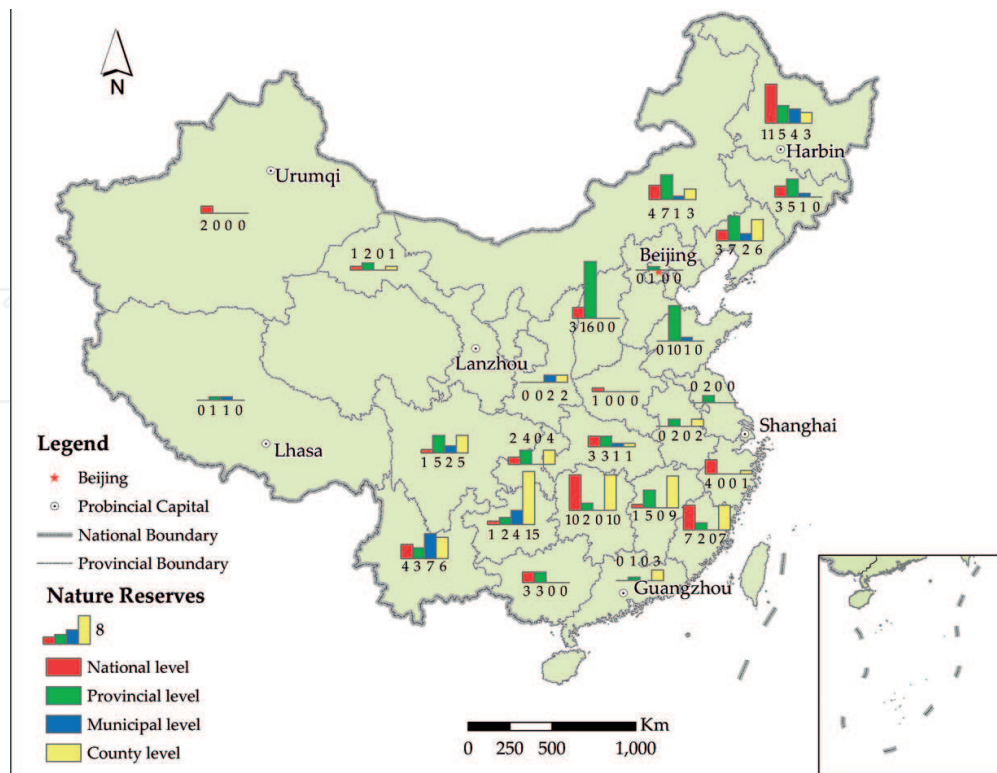 N
11 5 4 3
Harbin
Urumqi
4 7 1 3
3 5 1 0
2 0 0 0
3 7 2 6
Beijing
1 2 0 1
0 1 0 0
3 16 0 0
0 10 1 0
Lanzhou
0 0 2 2
1 0 0 0
0 2 0 0
0 1 1 0
0 2 0 2
Shanghai
Lhasa
1 5 2 5
2 4 0 4
3 3 1 1
4 0 0 1
1 2 4 15
10 2 0 10
1 5 0 9
7 2 0 7
4 3 7 6
3 3 0 0
0 1 0 3
Guangzhou
Legend
Beijing
Probincial Capital
National Boundary
Provincial Boundary
Nature Reserves
8
National level
Provincial level
Municipal level
County level
Km
0 250 500 1,000